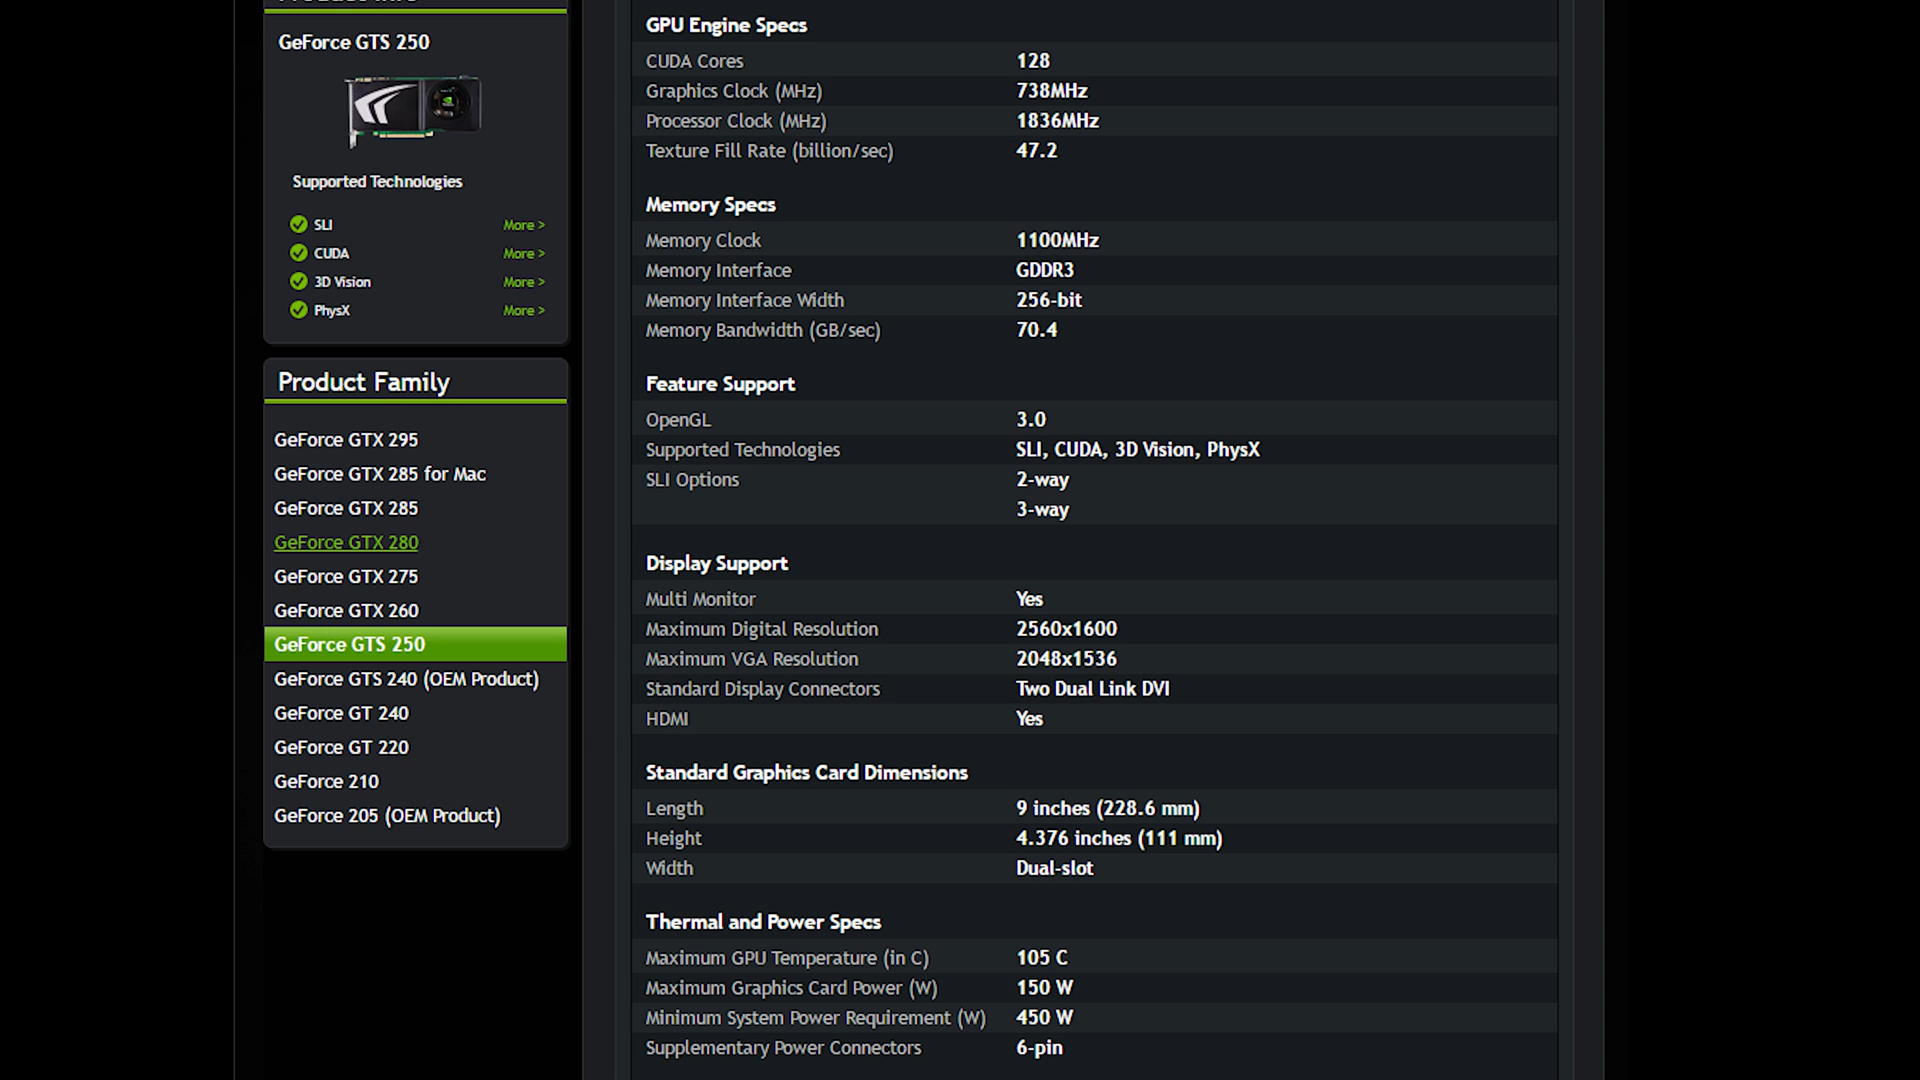 GeForce GTS 250
Supported Technologies
SLI More >
CUDA More >
3D Vision More >
PhysX More >
Product Family
GeForce GTX 295
GeForce GTX 285 for Mac
GeForce GTX 285
GeForce GTX 280
GeForce GTX 275
GeForce GTX 260
GeForce GTS 250
GeForce GTS 240 (OEM Product)
GeForce GT 240
GeForce GT 220
GeForce 210
GeForce 205 (OEM Product)
GPU Engine Specs
CUDA Cores 128
Graphics Clock (MHz) 738MHz
Processor Clock (MHz) 1836MHz
Texture Fill Rate (billion/sec) 47.2
Memory Specs
Memory Clock 1100MHz
Memory Interface GDDR3
Memory Interface Width 256-bit
Memory Bandwidth (GB/sec) 70.4
Feature Support
OpenGL 3.0
Supported Technologies SLI, CUDA, 3D Vision, PhysX
SLI Options 2-way
3-way
Display Support
Multi Monitor Yes
Maximum Digital Resolution 2560x1600
Maximum VGA Resolution 2048x1536
Standard Display Connectors Two Dual Link DVI
HDMI Yes
Standard Graphics Card Dimensions
Length 9 inches (228.6 mm)
Height 4.376 inches (111 mm)
Width Dual-slot
Thermal and Power Specs
Maximum GPU Temperature (in C) 105 C
Maximum Graphics Card Power (W) 150 W
Minimum System Power Requirement (W) 450 W
Supplementary Power Connectors 6-pin